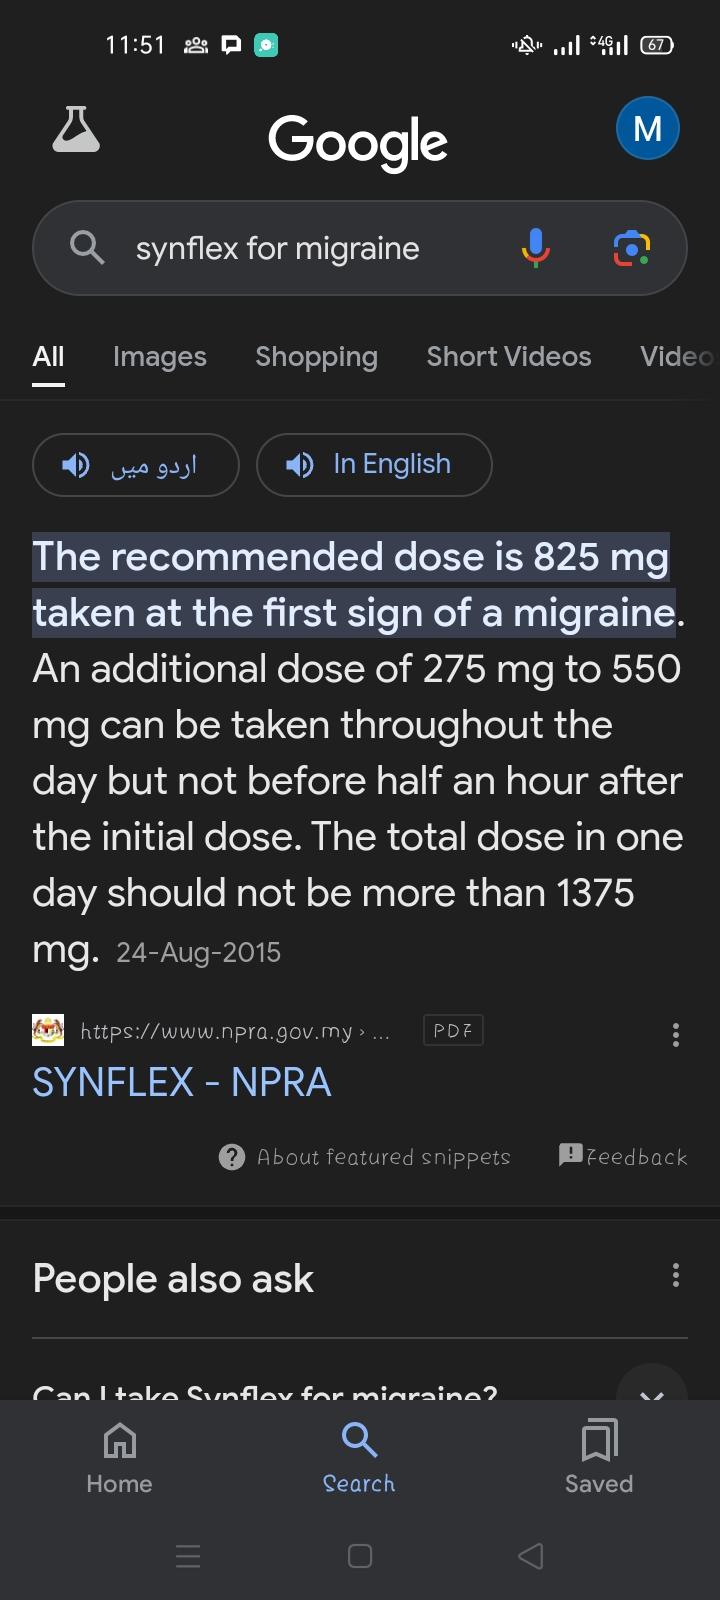 11:51
4G 67
Google
M
synflex for migraine
All Images Shopping Short Videos Video
اردو میں In English
The recommended dose is 825 mg
taken at the first sign of a migraine.
An additional dose of 275 mg to 550
mg can be taken throughout the
day but not before half an hour after
the initial dose. The total dose in one
day should not be more than 1375
mg. 24-Aug-2015
https://www.npra.gov.my › ... PDF
SYNFLEX - NPRA
About featured snippets Feedback
People also ask
Can I take Synflex for migraine?
Home Search Saved